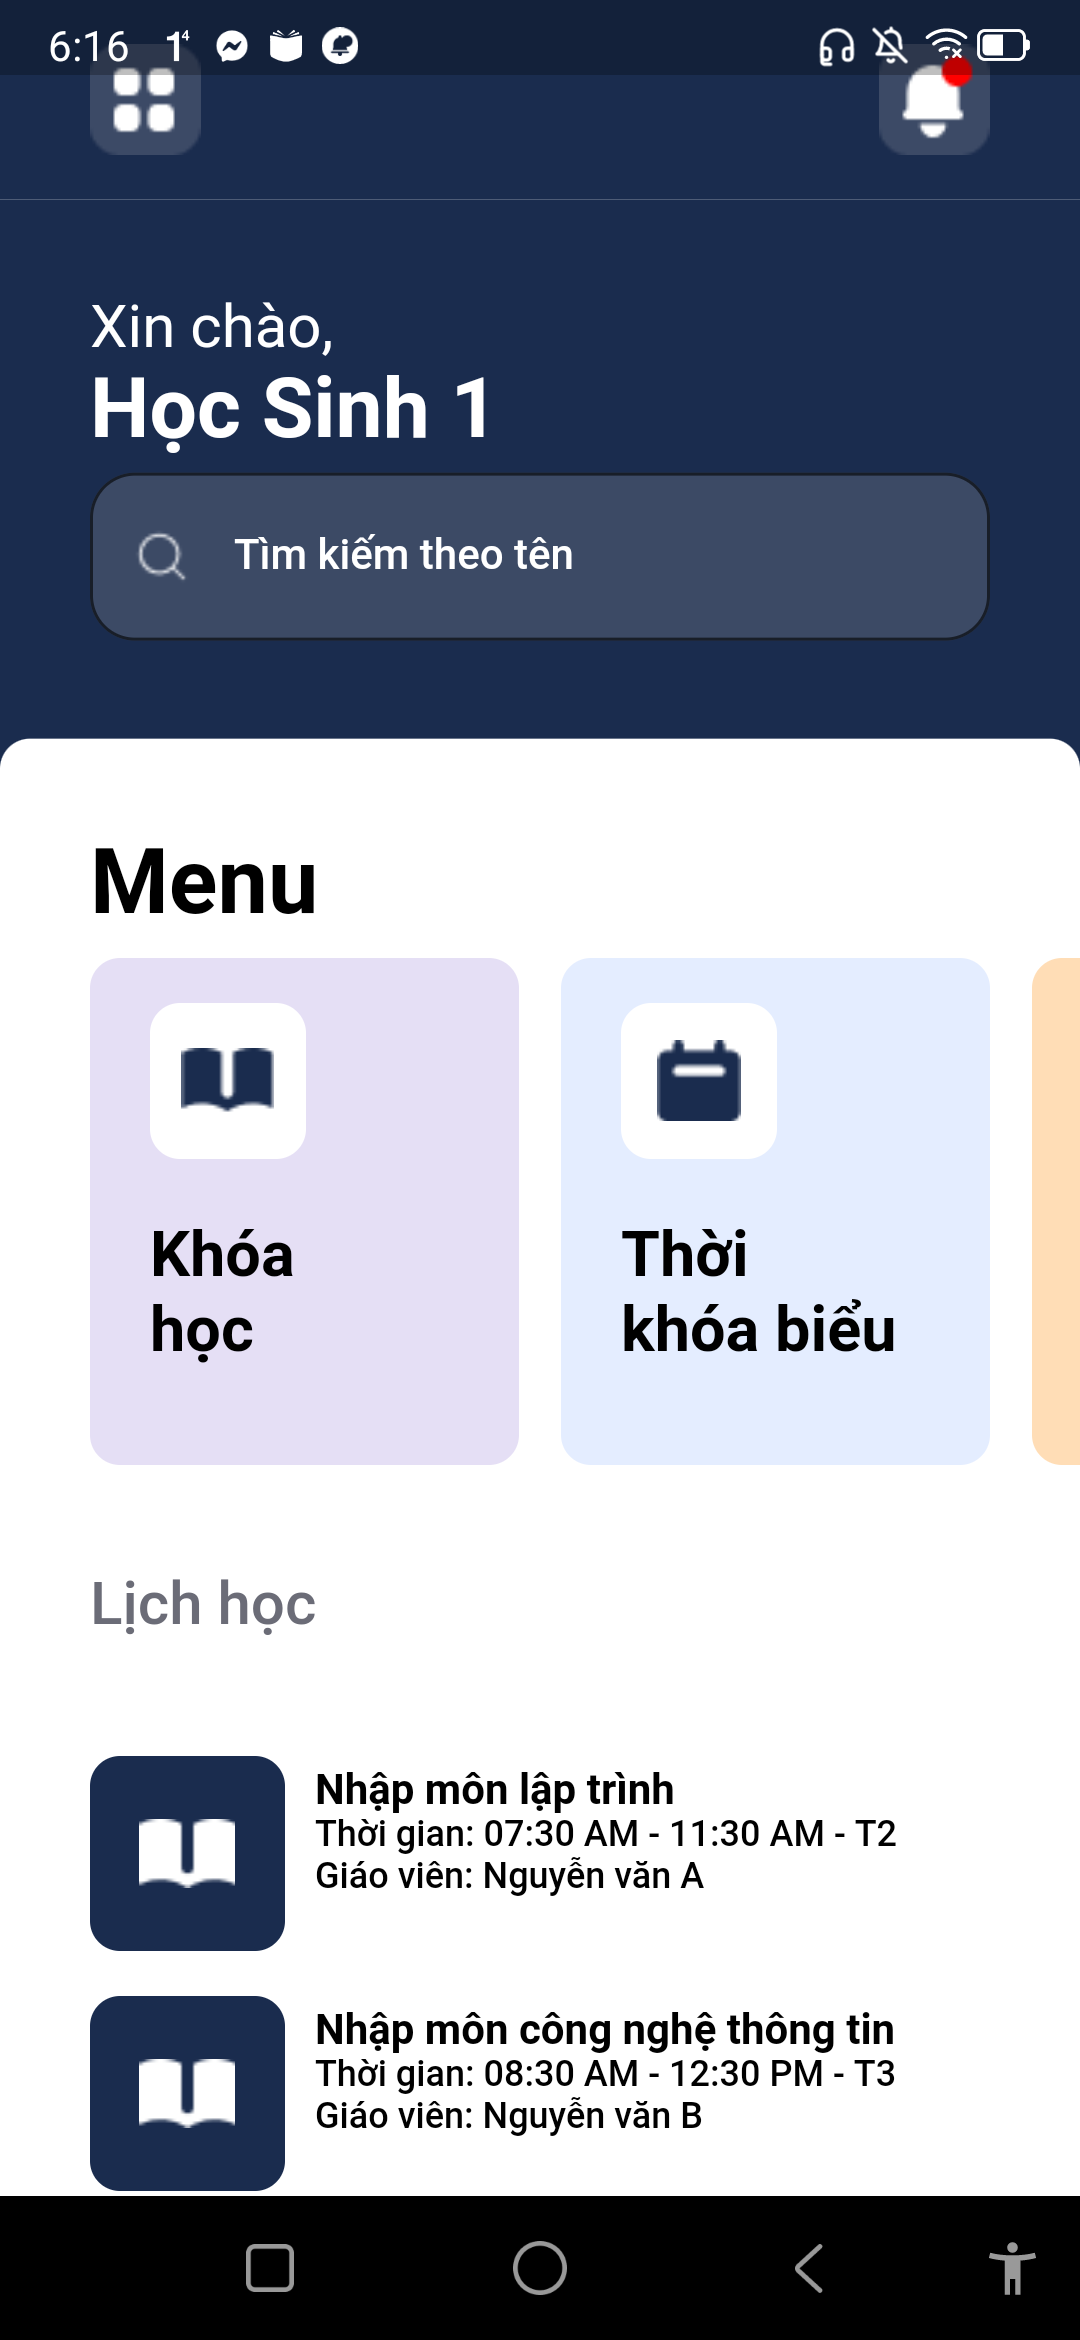 6:16 1⁴
Xin chào,
Học Sinh 1
Tìm kiếm theo tên
Menu
Khóa
học
Thời
khóa biểu
Lịch học
Nhập môn lập trình
Thời gian: 07:30 AM - 11:30 AM - T2
Giáo viên: Nguyễn văn A
Nhập môn công nghệ thông tin
Thời gian: 08:30 AM - 12:30 PM - T3
Giáo viên: Nguyễn văn B